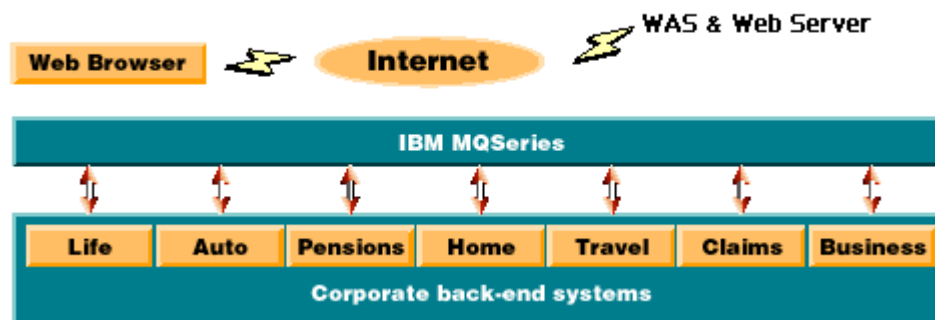 WAS & Web Server
Web Browser
Internet
IBM MQSeries
Life
Auto
Pensions
Home
Travel
Claims
Business
Corporate back-end systems